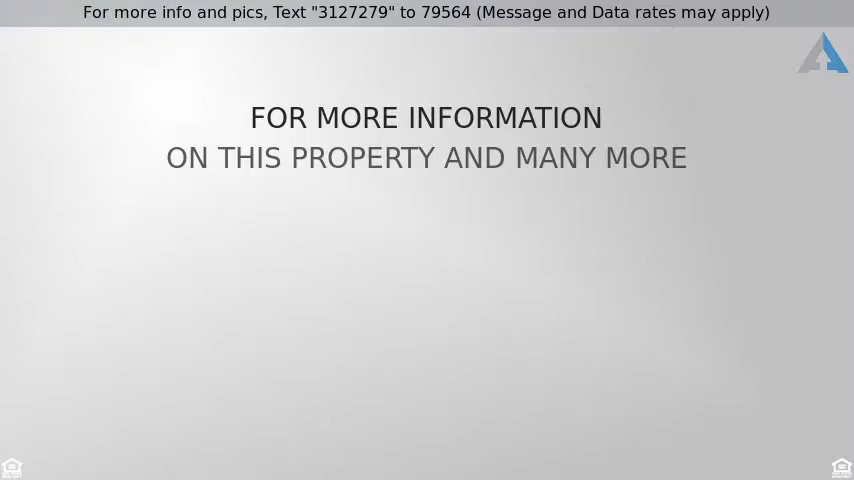 For more info and pics, Text "3127279" to 79564 (Message and Data rates may apply)
FOR MORE INFORMATION
ON THIS PROPERTY AND MANY MORE